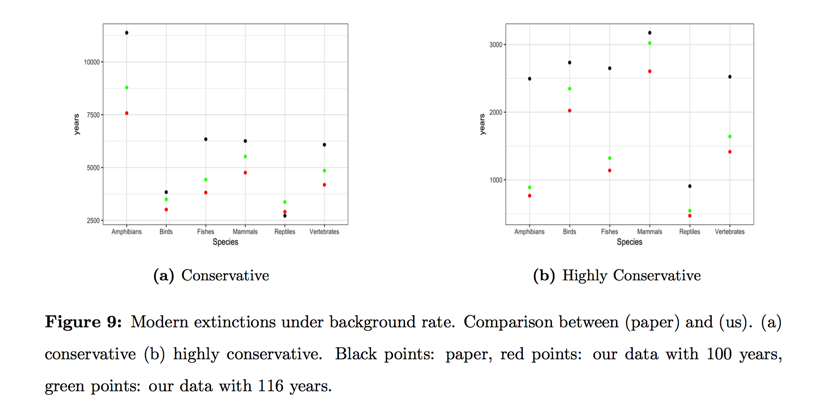 10000
7500
5000
2500
years
Amphibians Birds Fishes Mammals Reptiles Vertebrates
Species
(a) Conservative
3000
2000
1000
years
Amphibians Birds Fishes Mammals Reptiles Vertebrates
Species
(b) Highly Conservative
Figure 9: Modern extinctions under background rate. Comparison between (paper) and (us). (a)
conservative (b) highly conservative. Black points: paper, red points: our data with 100 years,
green points: our data with 116 years.